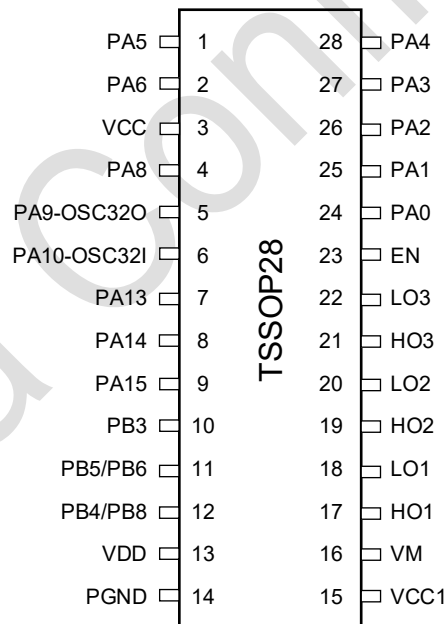 PA5 1 28 PA4
PA6 2 27 PA3
VCC 3 26 PA2
PA8 4 25 PA1
PA9-OSC32O 5 24 PA0
PA10-OSC32I 6 23 EN
PA13 7 22 LO3
PA14 8 21 HO3
PA15 9 20 LO2
PB3 10 19 HO2
PB5/PB6 11 18 LO1
PB4/PB8 12 17 HO1
VDD 13 16 VM
PGND 14 15 VCC1
TSSOP28